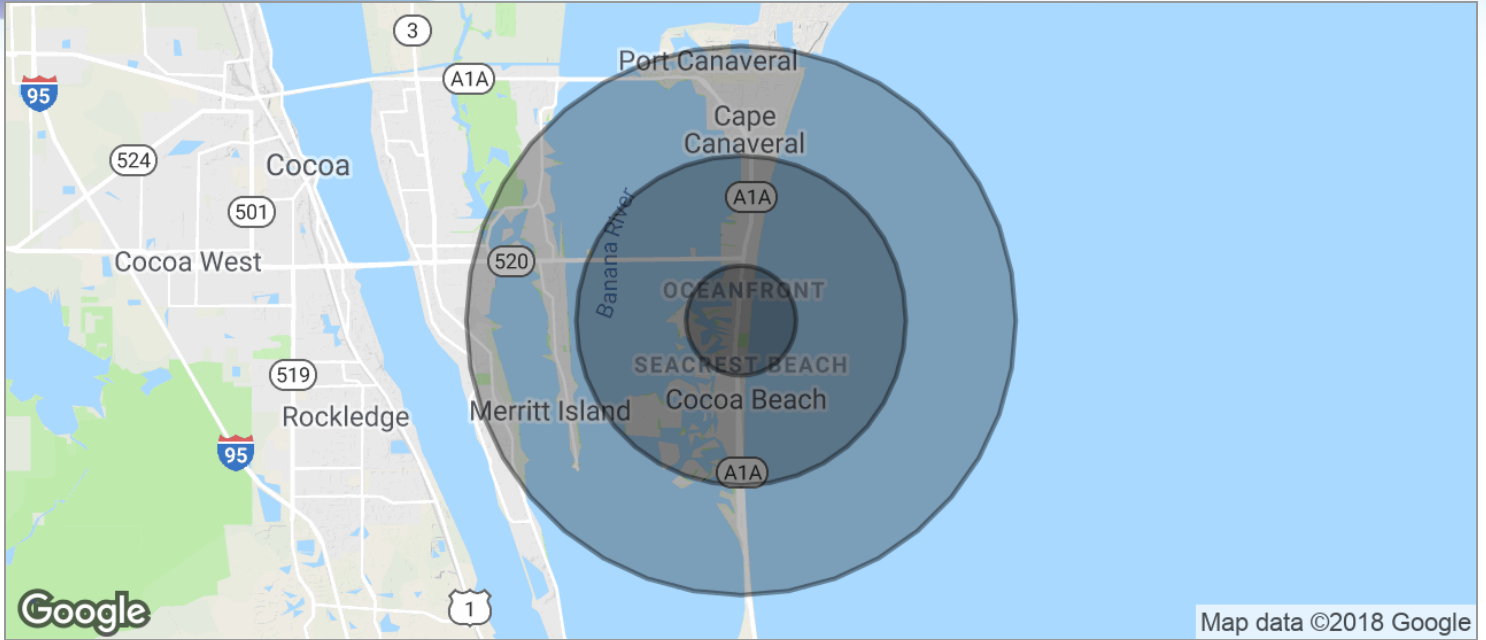 3
Port Canaveral
A1A
95
Cape
Canaveral
524
Cocoa
A1A
501
Banana River
520
Cocoa West
OCEANFRONT
SEACREST BEACH
519
Cocoa Beach
Merritt Island
Rockledge
95
A1A
Google
1
Map data ©2018 Google